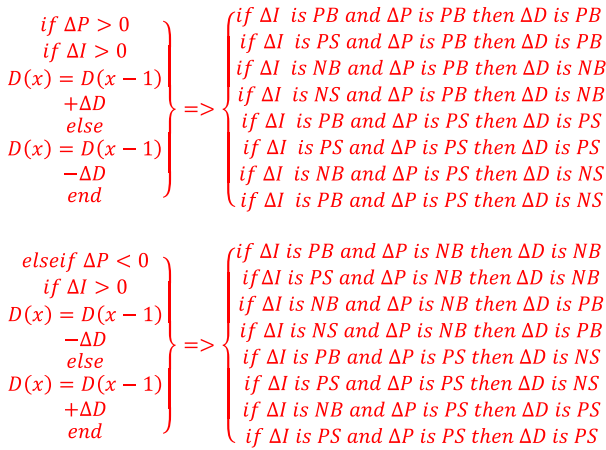 if ΔP > 0
if ΔI > 0
D(x) = D(x − 1)
+ΔD
else
D(x) = D(x − 1)
−ΔD
end
=>
if ΔI is PB and ΔP is PB then ΔD is PB
if ΔI is PS and ΔP is PB then ΔD is PB
if ΔI is NB and ΔP is PB then ΔD is NB
if ΔI is NS and ΔP is PB then ΔD is NB
if ΔI is PB and ΔP is PS then ΔD is PS
if ΔI is PS and ΔP is PS then ΔD is PS
if ΔI is NB and ΔP is PS then ΔD is NS
if ΔI is PB and ΔP is PS then ΔD is NS
elseif ΔP < 0
if ΔI > 0
D(x) = D(x − 1)
−ΔD
else
D(x) = D(x − 1)
+ΔD
end
=>
if ΔI is PB and ΔP is NB then ΔD is NB
if ΔI is PS and ΔP is NB then ΔD is NB
if ΔI is NB and ΔP is NB then ΔD is PB
if ΔI is NS and ΔP is NB then ΔD is PB
if ΔI is PB and ΔP is PS then ΔD is NS
if ΔI is PS and ΔP is PS then ΔD is NS
if ΔI is NB and ΔP is PS then ΔD is PS
if ΔI is PS and ΔP is PS then ΔD is PS